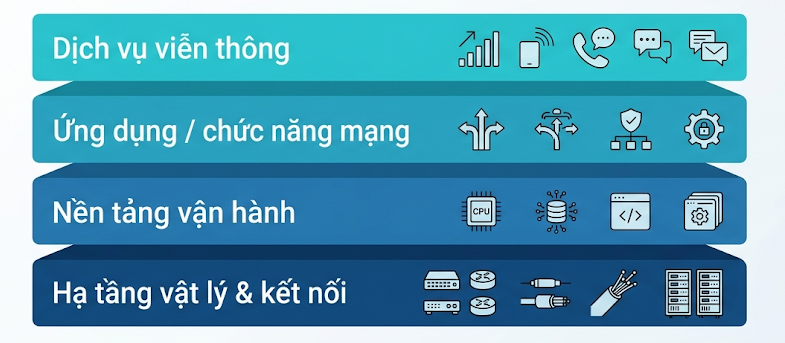 Dịch vụ viễn thông
Ứng dụng / chức năng mạng
Nền tảng vận hành
CPU
</>
Hạ tầng vật lý & kết nối